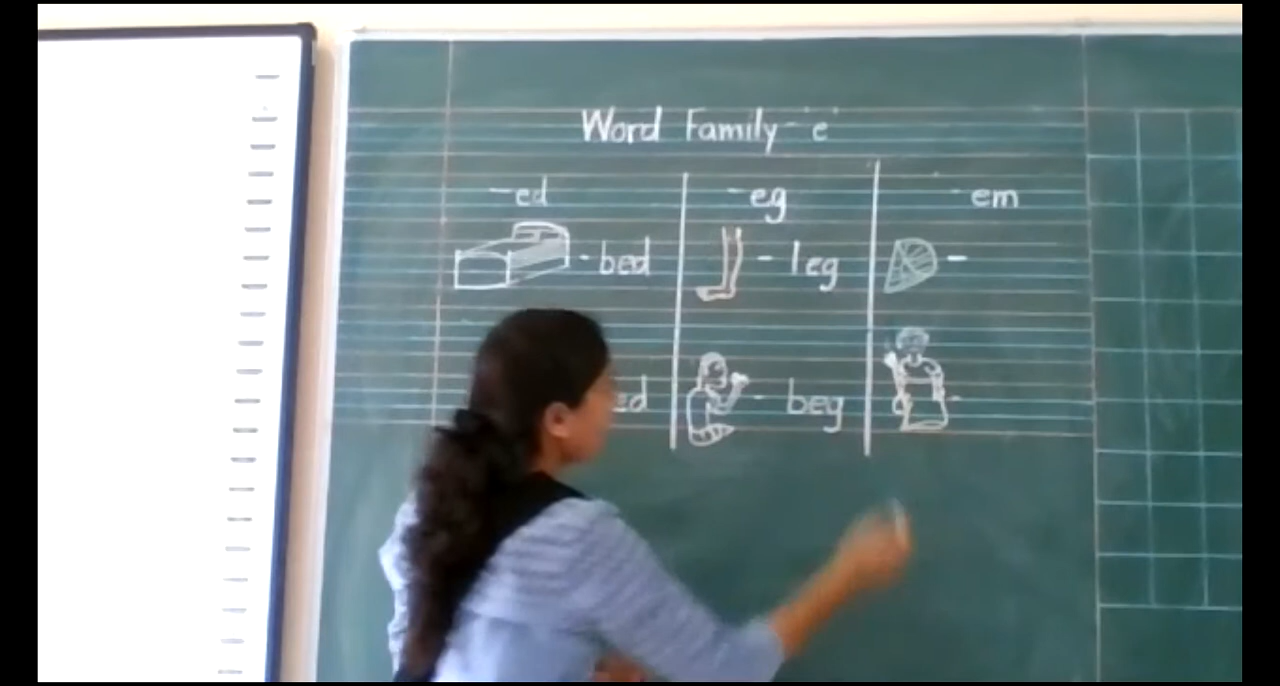 Word Family - 'e'
-ed -eg -em
- bed - leg -
ed - beg -